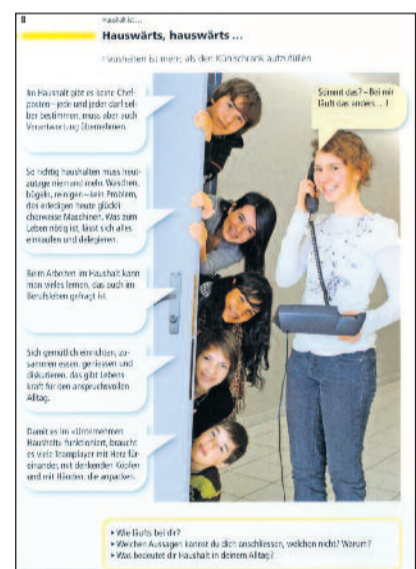 8
Haushalt ist ...
Hauswärts, hauswärts ...
Haushalten ist mehr, als den Kühlschrank aufzufüllen
Im Haushalt gibt es keine Chef-
posten – jede und jeder darf sel-
ber bestimmen, muss aber auch
Verantwortung übernehmen.
Stimmt das? – Bei mir
läuft das anders ... !
So richtig haushalten muss heut-
zutage niemand mehr. Waschen,
bügeln, reinigen – kein Problem,
das erledigen heute glückli-
cherweise Maschinen. Was zum
Leben nötig ist, lässt sich alles
einkaufen und delegieren.
Beim Arbeiten im Haushalt kann
man vieles lernen, das auch im
Berufsleben gefragt ist.
Sich gemütlich einrichten, zu-
sammen essen, geniessen und
diskutieren, das gibt Lebens-
kraft für den anspruchsvollen
Alltag.
Damit es im «Unternehmen
Haushalt» funktioniert, braucht
es viele Teamplayer mit Herz für-
einander, mit denkenden Köpfen
und mit Händen, die anpacken.
▸ Wie läufts bei dir?
▸ Welchen Aussagen kannst du dich anschliessen, welchen nicht? Warum?
▸ Was bedeutet dir Haushalt in deinem Alltag?